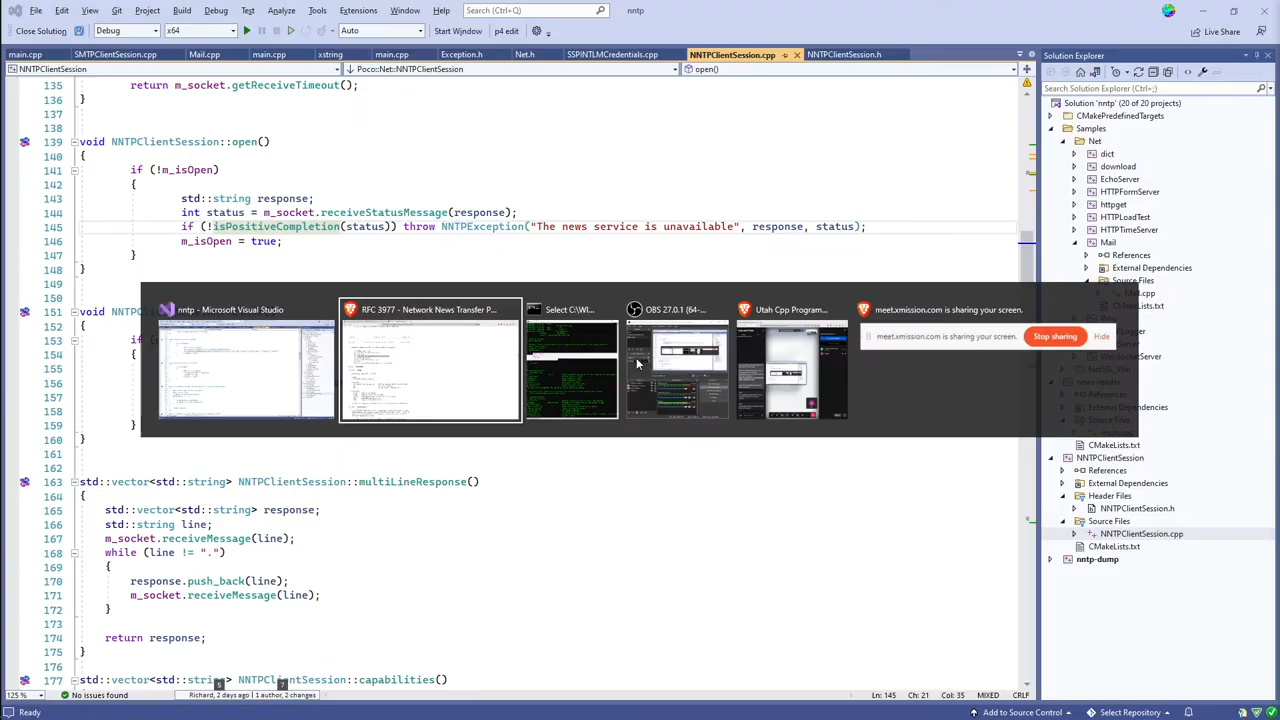 File Edit View Git Project Build Debug Test Analyze Tools Extensions Window Help Search (Ctrl+Q) nntp
Close Solution Debug x64 Auto Start Window p4 edit Live Share
main.cpp SMTPClientSession.cpp Mail.cpp main.cpp xstring main.cpp Exception.h Net.h SSPINTLMCredentials.cpp NNTPClientSession.cpp NNTPClientSession.h
NNTPClientSession Poco::Net::NNTPClientSession open()
135 return m_socket.getReceiveTimeout();
136 }
137
138
139 void NNTPClientSession::open()
140 {
141 if (!m_isOpen)
142 {
143 std::string response;
144 int status = m_socket.receiveStatusMessage(response);
145 if (!isPositiveCompletion(status)) throw NNTPException("The news service is unavailable", response, status);
146 m_isOpen = true;
147 }
148 }
149
150
151 void NNTP
152 {
153 if
154
155
156
157
158
159 }
160 }
161
162
163 std::vector<std::string> NNTPClientSession::multiLineResponse()
164 {
165 std::vector<std::string> response;
166 std::string line;
167 m_socket.receiveMessage(line);
168 while (line != ".")
169 {
170 response.push_back(line);
171 m_socket.receiveMessage(line);
172 }
173
174 return response;
175 }
176
177 std::vector<std::string> NNTPClientSession::capabilities()
nntp - Microsoft Visual Studio
RFC 3977 - Network News Transfer P...
Select C:\WI...
OBS 27.0.1 (64-...
Utah Cpp Program...
meet.xmission.com is sharing your screen.
meet.xmission.com is sharing your screen. Stop sharing Hide
Solution Explorer
Search Solution Explorer (Ctrl+;)
Solution 'nntp' (20 of 20 projects)
CMakePredefinedTargets
Samples
Net
dict
download
EchoServer
HTTPFormServer
httpget
HTTPLoadTest
HTTPTimeServer
Mail
References
External Dependencies
Source Files
Mail.cpp
CMakeLists.txt
Ping
WebSocketServer
NetSSL_Win
news-reader
References
External Dependencies
Source Files
CMakeLists.txt
NNTPClientSession
References
External Dependencies
Header Files
NNTPClientSession.h
Source Files
NNTPClientSession.cpp
CMakeLists.txt
nntp-dump
125 % No issues found Richard, 2 days ago | 1 author, 2 changes Ln: 145 Ch: 21 Col: 35 MIXED CRLF
5 7
Ready Add to Source Control Select Repository